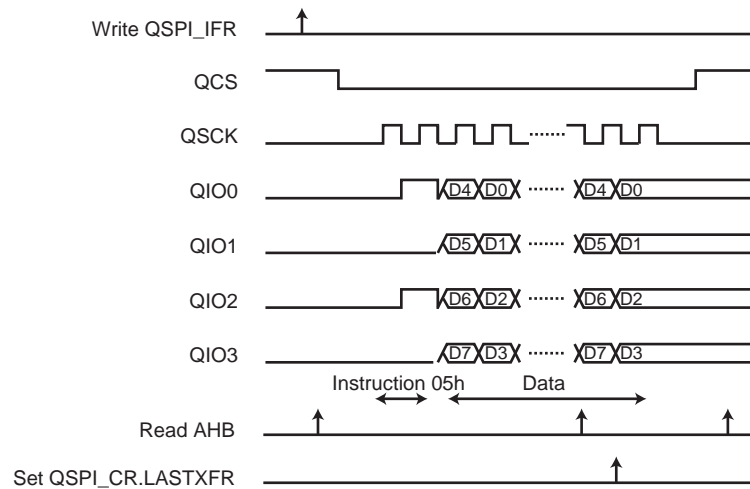 Write QSPI_IFR
QCS
QSCK
QIO0 D4 D0 D4 D0
QIO1 D5 D1 D5 D1
QIO2 D6 D2 D6 D2
QIO3 D7 D3 D7 D3
Instruction 05h Data
Read AHB
Set QSPI_CR.LASTXFR